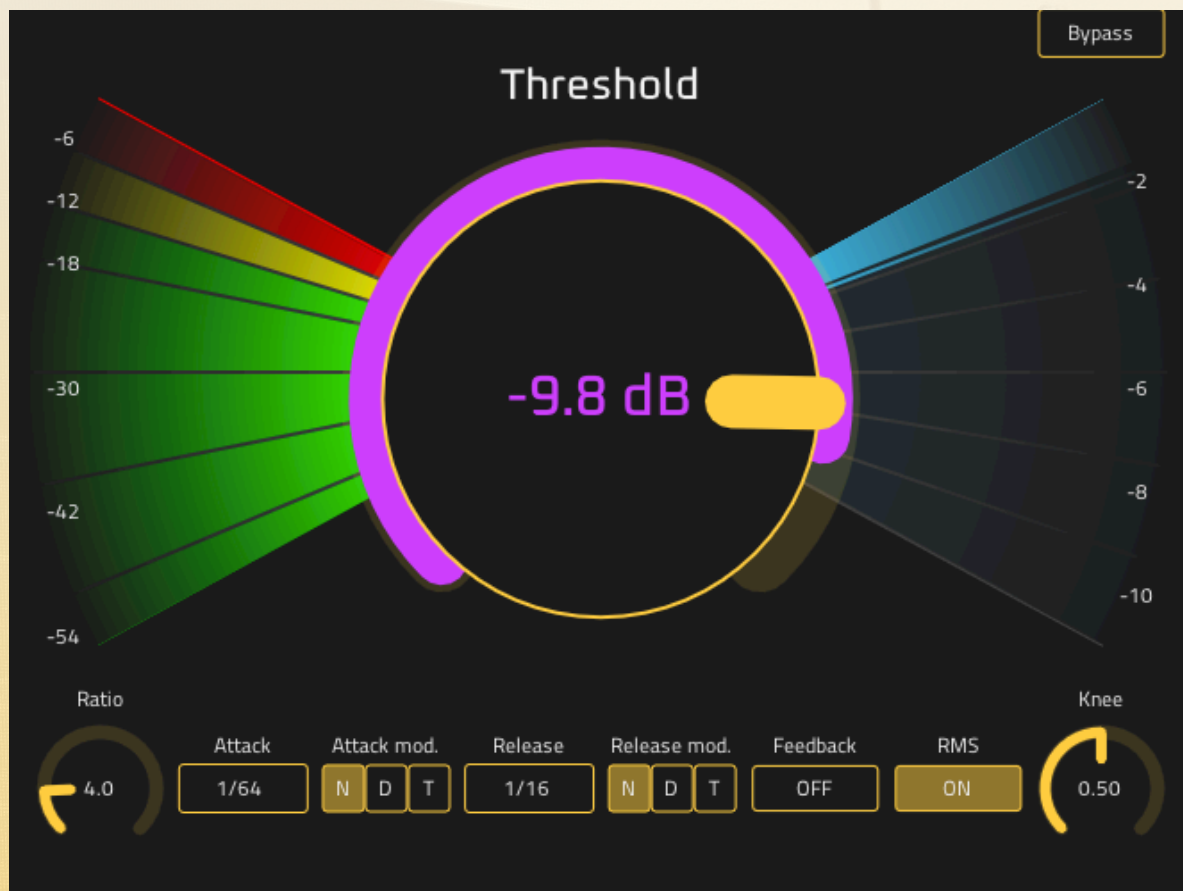 Bypass
Threshold
-6
-12
-18
-30
-42
-54
-9.8 dB
-2
-4
-6
-8
-10
Ratio
4.0
Attack
1/64
Attack mod.
N D T
Release
1/16
Release mod.
N D T
Feedback
OFF
RMS
ON
Knee
0.50